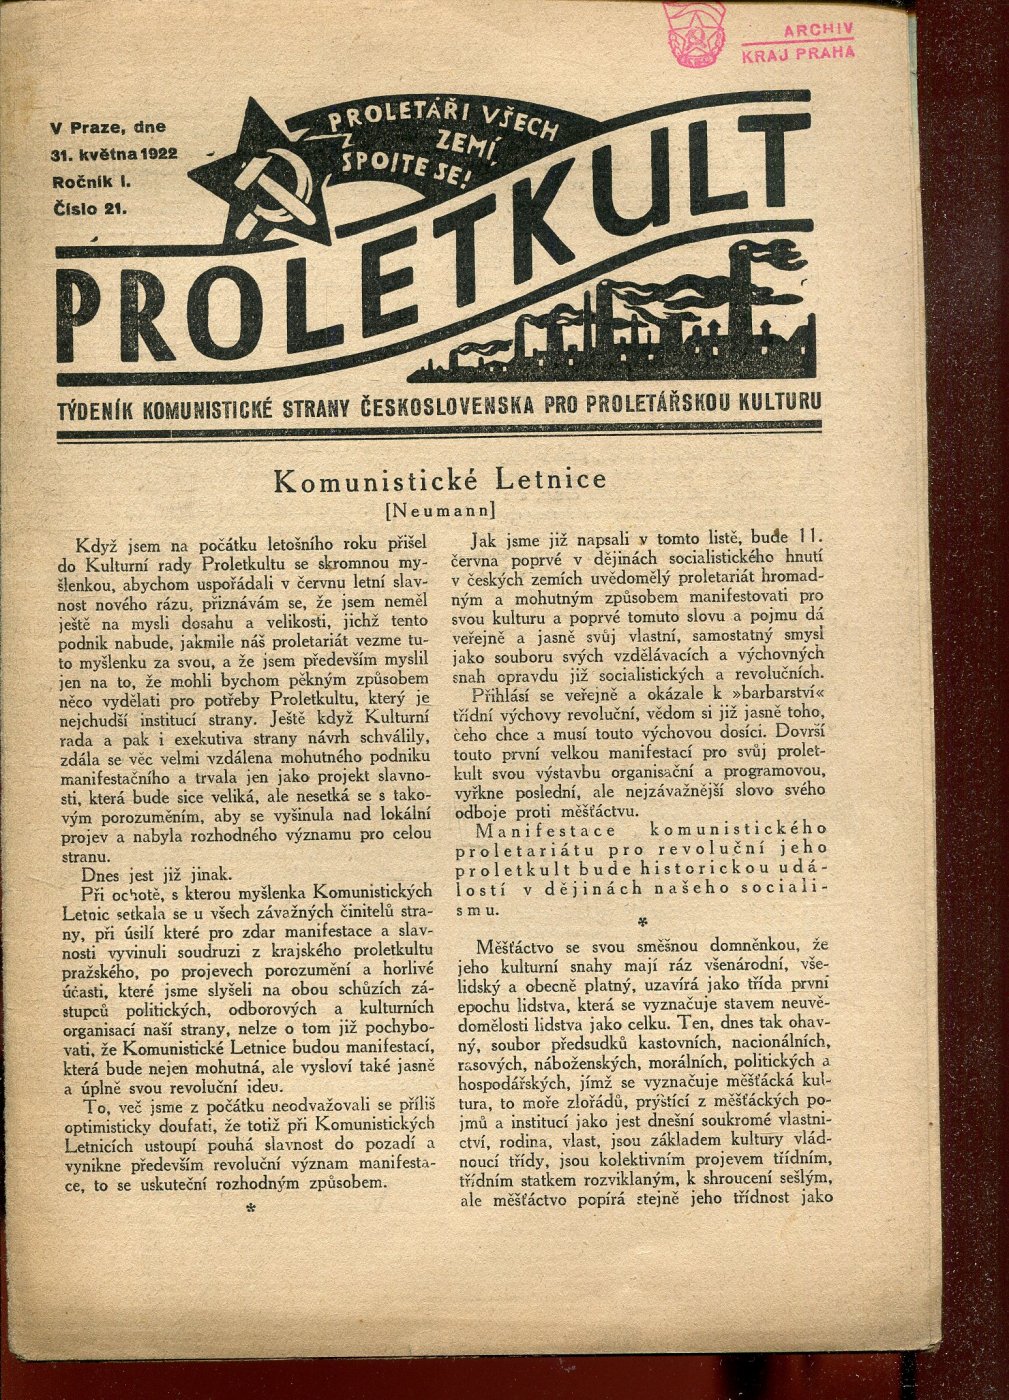 ARCHIV
KRAJ PRAHA
V Praze, dne
31. května 1922
Ročník I.
Číslo 21.
PROLETÁŘI VŠECH
ZEMÍ,
SPOJTE SE!
PROLETKULT
TÝDENÍK KOMUNISTICKÉ STRANY ČESKOSLOVENSKA PRO PROLETÁŘSKOU KULTURU
Komunistické Letnice
[Neumann]
Když jsem na počátku letošního roku přišel
do Kulturní rady Proletkultu se skromnou my-
šlenkou, abychom uspořádali v červnu letní slav-
nost nového rázu, přiznávám se, že jsem neměl
ještě na mysli dosahu a velikosti, jichž tento
podnik nabude, jakmile náš proletariát vezme tu-
to myšlenku za svou, a že jsem především myslil
jen na to, že mohli bychom pěkným způsobem
něco vydělati pro potřeby Proletkultu, který je
nejchudší institucí strany. Ještě když Kulturní
rada a pak i exekutiva strany návrh schválily,
zdála se věc velmi vzdálena mohutného podniku
manifestačního a trvala jen jako projekt slavno-
sti, která bude sice veliká, ale nesetká se s tako-
vým porozuměním, aby se vyšinula nad lokální
projev a nabyla rozhodného významu pro celou
stranu.
Dnes jest již jinak.
Při ochotě, s kterou myšlenka Komunistických
Letnic setkala se u všech závažných činitelů stra-
ny, při úsilí které pro zdar manifestace a slav-
nosti vyvinuli soudruzi z krajského proletkultu
pražského, po projevech porozumění a horlivé
účasti, které jsme slyšeli na obou schůzích zá-
stupců politických, odborových a kulturních
organisací naší strany, nelze o tom již pochybo-
vati, že Komunistické Letnice budou manifestací,
která bude nejen mohutná, ale vysloví také jasně
a úplně svou revoluční ideu.
To, več jsme z počátku neodvažovali se příliš
optimisticky doufati, že totiž při Komunistických
Letnicích ustoupí pouhá slavnost do pozadí a
vynikne především revoluční význam manifesta-
ce, to se uskuteční rozhodným způsobem.
*
Jak jsme již napsali v tomto listě, bude 11.
června poprvé v dějinách socialistického hnutí
v českých zemích uvědomělý proletariát hromad-
ným a mohutným způsobem manifestovati pro
svou kulturu a poprvé tomuto slovu a pojmu dá
veřejně a jasně svůj vlastní, samostatný smysl
jako souboru svých vzdělávacích a výchovných
snah opravdu již socialistických a revolučních.
Přihlásí se veřejně a okázale k »barbarství«
třídní výchovy revoluční, vědom si již jasně toho,
čeho chce a musí touto výchovou dosíci. Dovrší
touto první velkou manifestací pro svůj prolet-
kult svou výstavbu organisační a programovou,
vyřkne poslední, ale nejzávažnější slovo svého
odboje proti měšťáctvu.
Manifestace komunistického
proletariátu pro revoluční jeho
proletkult bude historickou udá-
lostí v dějinách našeho sociali-
smu.
*
Měšťáctvo se svou směšnou domněnkou, že
jeho kulturní snahy mají ráz všenárodní, vše-
lidský a obecně platný, uzavírá jako třída první
epochu lidstva, která se vyznačuje stavem neuvě-
domělosti lidstva jako celku. Ten, dnes tak ohav-
ný, soubor předsudků kastovních, nacionálních,
rasových, náboženských, morálních, politických a
hospodářských, jímž se vyznačuje měšťácká kul-
tura, to moře zlořádů, prýštící z měšťáckých po-
jmů a institucí jako jest dnešní soukromé vlastni-
ctví, rodina, vlast, jsou základem kultury vlád-
noucí třídy, jsou kolektivním projevem třídním,
třídním statkem rozviklaným, k shroucení sešlým,
ale měšťáctvo popírá stejně jeho třídnost jako